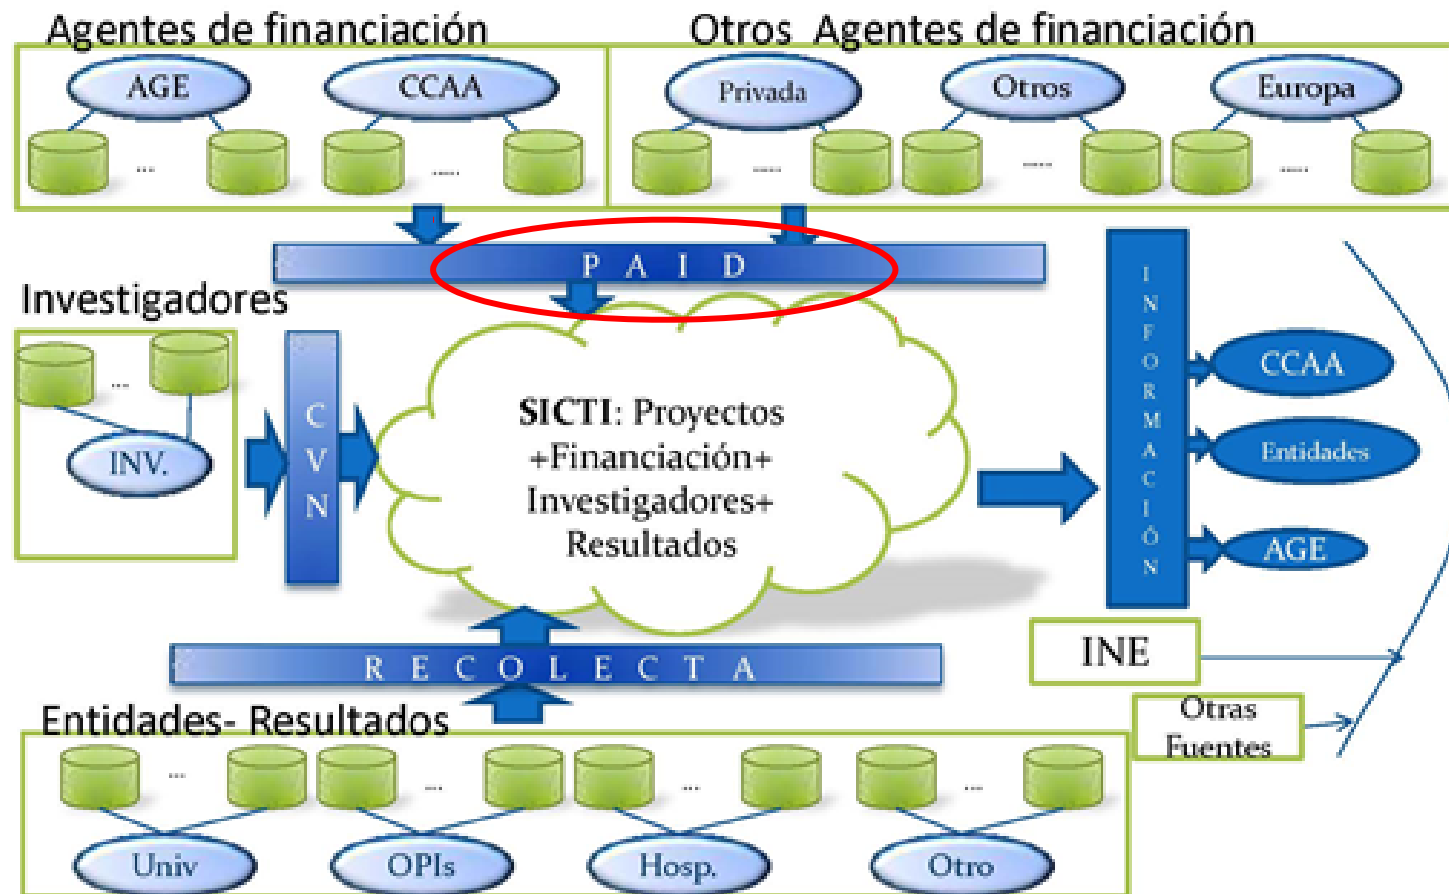 Agentes de financiación
Otros Agentes de financiación
AGE
CCAA
Privada
Otros
Europa
...
.....
.....
.....
.....
PAID
Investigadores
...
INV.
CVN
SICTI: Proyectos
+Financiación+
Investigadores+
Resultados
INFORMACIÓN
CCAA
Entidades
AGE
INE
Otras
Fuentes
RECOLECTA
Entidades- Resultados
...
...
...
...
Univ
OPIs
Hosp.
Otro